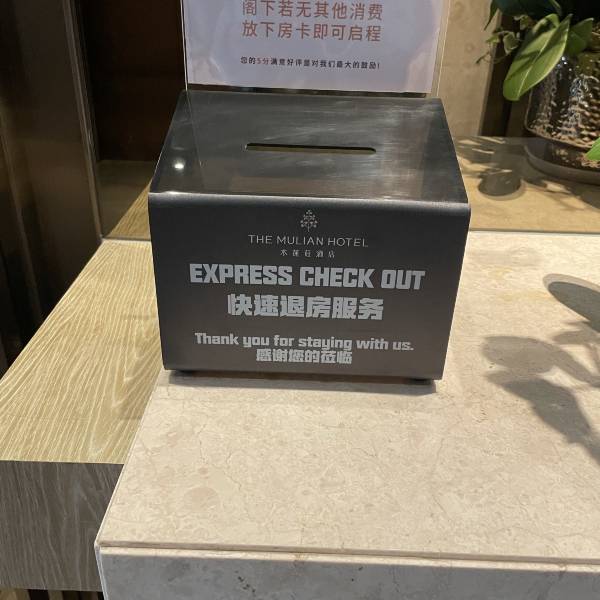 阁下若无其他消费
放下房卡即可启程
您的5分满意好评是对我们最大的鼓励!
THE MULIAN HOTEL
木莲莊酒店
EXPRESS CHECK OUT
快速退房服务
Thank you for staying with us.
感谢您的莅临